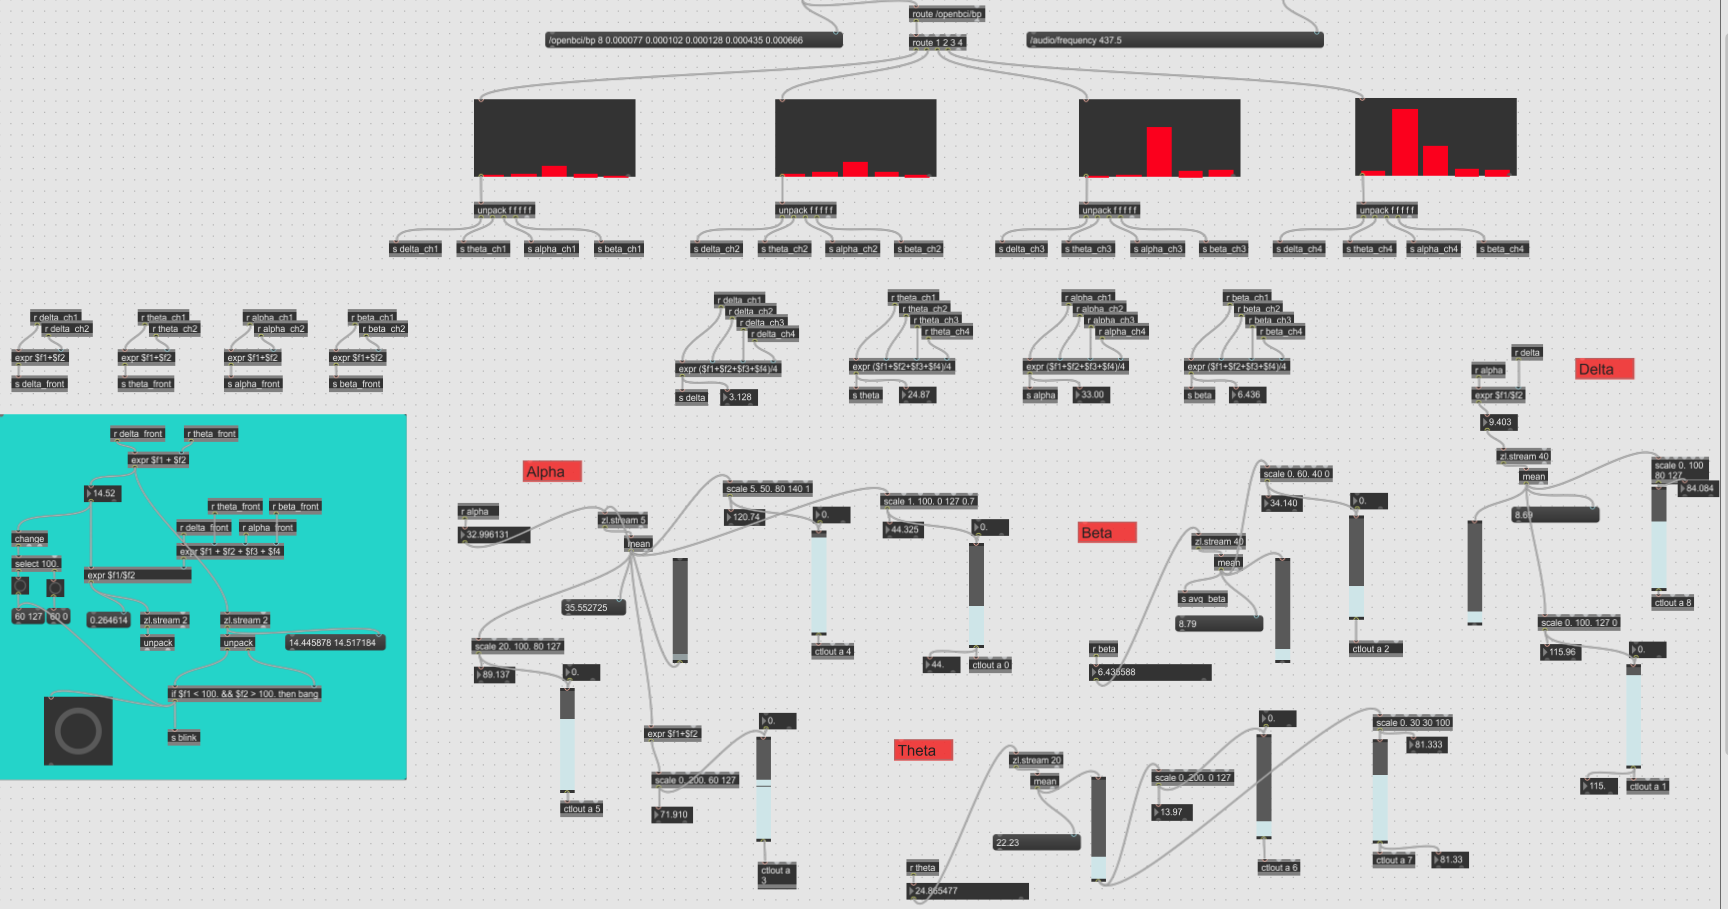 route /openbci/bp
/openbci/bp 8 0.000077 0.000102 0.000128 0.000435 0.000666
route 1 2 3 4
/audio/frequency 437.5
unpack f f f f f
unpack f f f f f
unpack f f f f f
unpack f f f f f
s delta_ch1
s theta_ch1
s alpha_ch1
s beta_ch1
s delta_ch2
s theta_ch2
s alpha_ch2
s beta_ch2
s delta_ch3
s theta_ch3
s alpha_ch3
s beta_ch3
s delta_ch4
s theta_ch4
s alpha_ch4
s beta_ch4
r delta_ch1
r delta_ch2
expr $f1+$f2
s delta_front
r theta_ch1
r theta_ch2
expr $f1+$f2
s theta_front
r alpha_ch1
r alpha_ch2
expr $f1+$f2
s alpha_front
r beta_ch1
r beta_ch2
expr $f1+$f2
s beta_front
r delta_ch1
r delta_ch2
r delta_ch3
r delta_ch4
expr ($f1+$f2+$f3+$f4)/4
s delta
3.128
r theta_ch1
r theta_ch2
r theta_ch3
r theta_ch4
expr ($f1+$f2+$f3+$f4)/4
s theta
24.87
r alpha_ch1
r alpha_ch2
r alpha_ch3
r alpha_ch4
expr ($f1+$f2+$f3+$f4)/4
s alpha
33.00
r beta_ch1
r beta_ch2
r beta_ch3
r beta_ch4
expr ($f1+$f2+$f3+$f4)/4
s beta
6.436
r delta_front
r theta_front
expr $f1 + $f2
14.52
r theta_front
r beta_front
r delta_front
r alpha_front
expr $f1 + $f2 + $f3 + $f4
change
select 100.
expr $f1/$f2
60 127
60 0
0.264614
zl.stream 2
unpack
zl.stream 2
unpack
14.445878 14.517184
if $f1 < 100. && $f2 > 100. then bang
s blink
Alpha
r alpha
32.996131
zl.stream 5
mean
35.552725
scale 5. 50. 80 140 1
120.74
0.
ctlout a 4
scale 1. 100. 0 127 0.7
44.325
0.
44.
ctlout a 0
scale 20. 100. 80 127
89.137
0.
ctlout a 5
expr $f1+$f2
scale 0. 200. 60 127
71.910
0.
ctlout a
3
Beta
scale 0. 60. 40 0
34.140
0.
zl.stream 40
mean
s avg_beta
8.79
r beta
6.435588
ctlout a 2
Theta
zl.stream 20
mean
22.23
r theta
24.865477
scale 0. 200. 0 127
13.97
0.
ctlout a 6
scale 0. 30 30 100
81.333
ctlout a 7
81.33
Delta
r delta
r alpha
expr $f1/$f2
9.403
zl.stream 40
mean
8.69
scale 0. 100
80 127
84.084
ctlout a 8
scale 0. 100. 127 0
115.96
0.
115.
ctlout a 1